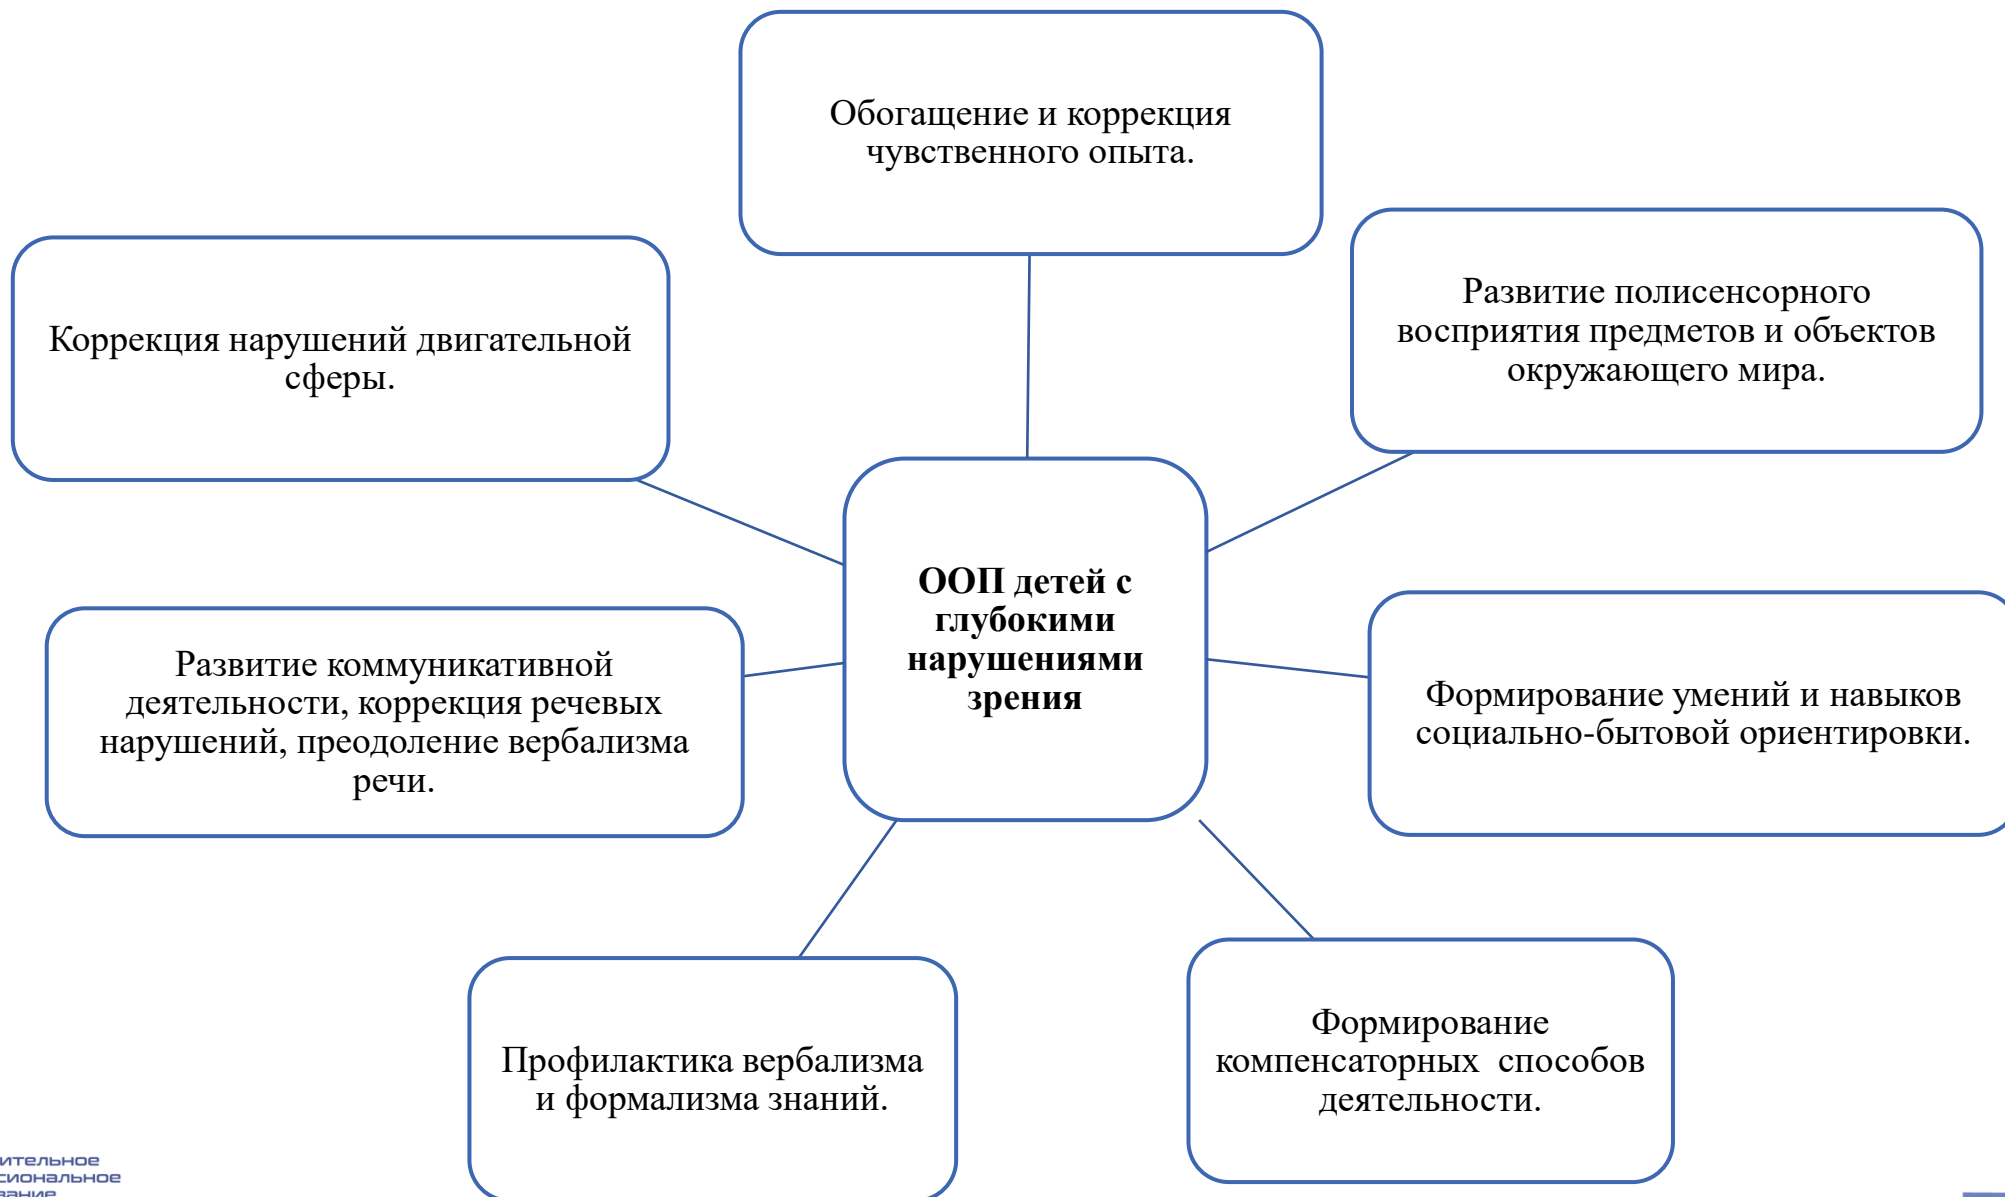 Обогащение и коррекция
чувственного опыта.
Развитие полисенсорного
восприятия предметов и объектов
окружающего мира.
Коррекция нарушений двигательной
сферы.
ООП детей с
глубокими
нарушениями
зрения
Развитие коммуникативной
деятельности, коррекция речевых
нарушений, преодоление вербализма
речи.
Формирование умений и навыков
социально-бытовой ориентировки.
Профилактика вербализма
и формализма знаний.
Формирование
компенсаторных способов
деятельности.